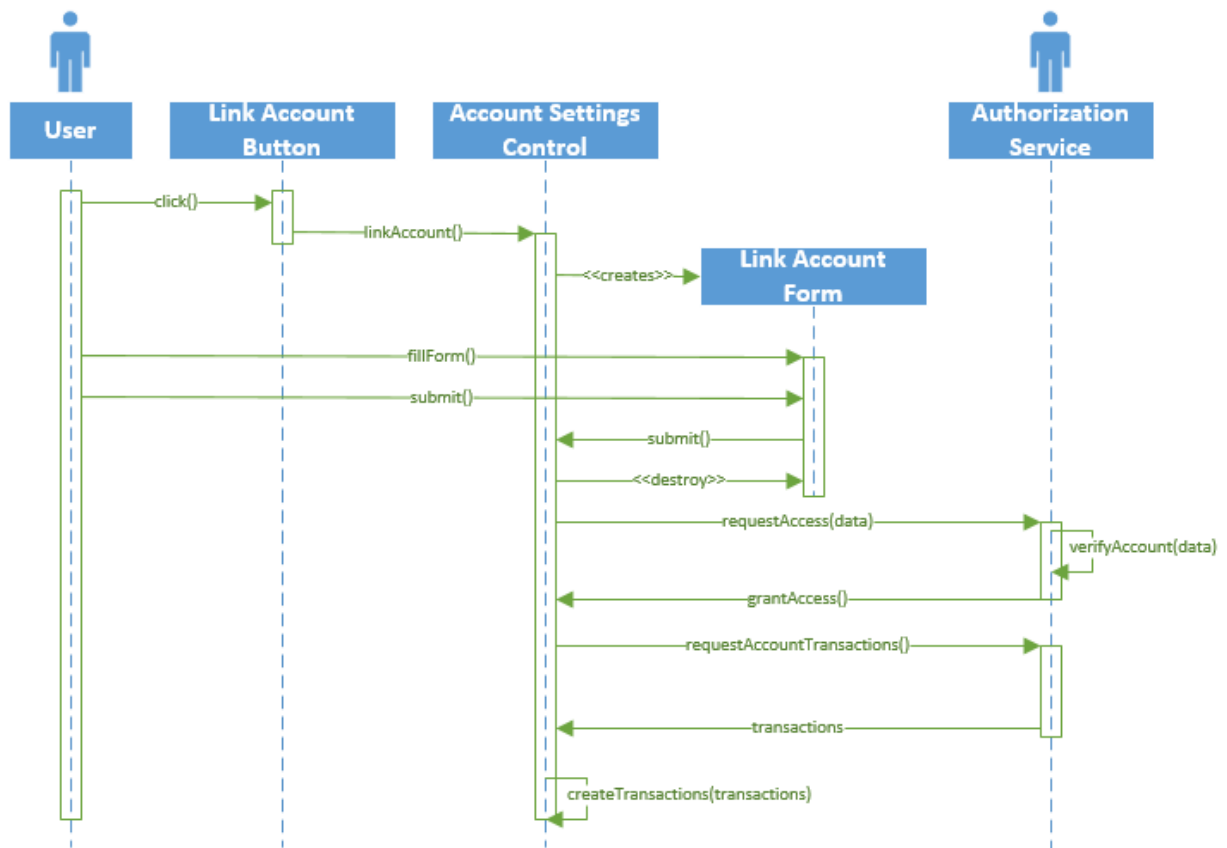 User
Link Account
Button
Account Settings
Control
Authorization
Service
click()
linkAccount()
Link Account
Form
<<creates>>
fillForm()
submit()
submit()
<<destroy>>
requestAccess(data)
verifyAccount(data)
grantAccess()
requestAccountTransactions()
transactions
createTransactions(transactions)